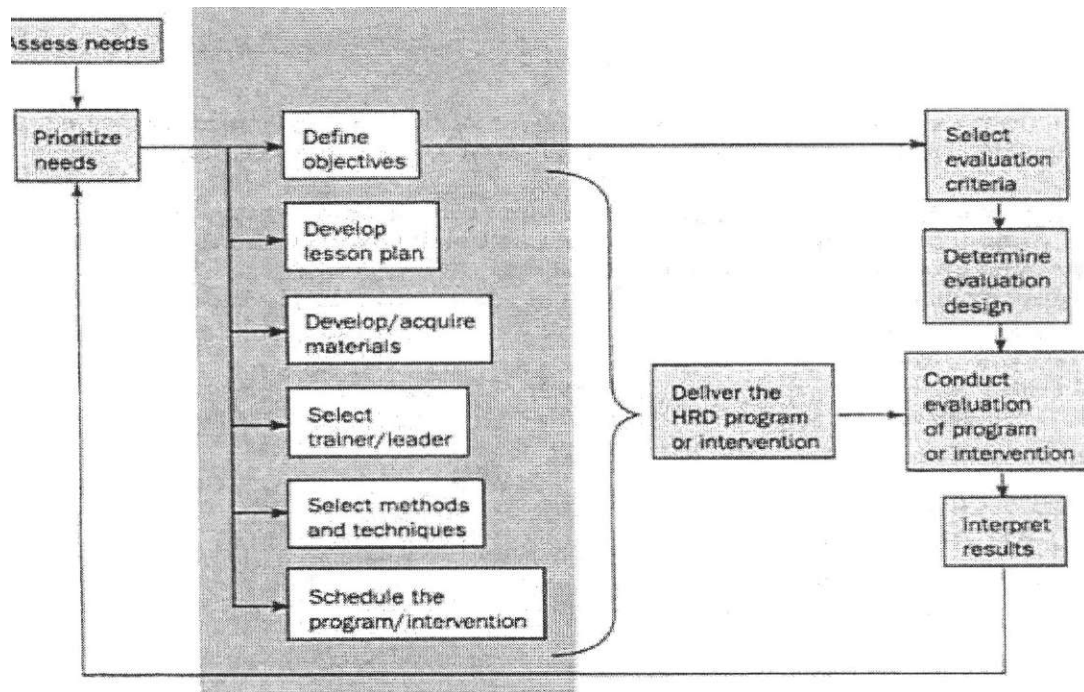 Assess needs
Prioritize
needs
Define
objectives
Develop
lesson plan
Develop/acquire
materials
Select
trainer/leader
Select methods
and techniques
Schedule the
program/intervention
Deliver the
HRD program
or intervention
Select
evaluation
criteria
Determine
evaluation
design
Conduct
evaluation
of program
or intervention
Interpret
results